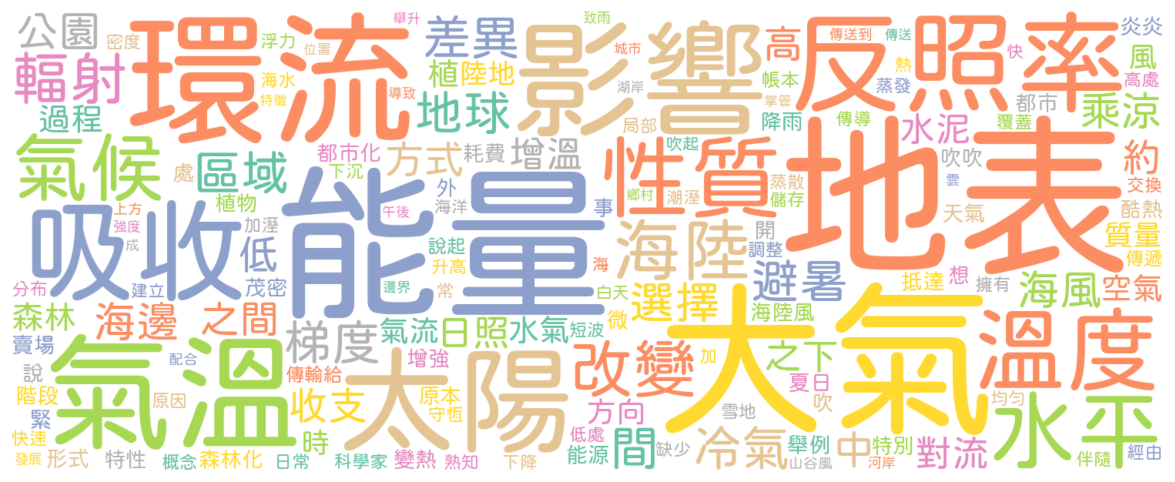 公園 密度 環流 浮力 海水 特徵 舉升 位置 導致 差異 影響 致雨 城市 湖岸 高 帳本 掌管 反照率 傳送到 傳送 快 炎炎 風 高處
輻射 過程 植 陸地 地球 局部 降雨 傳導 熱 蒸發 水泥 都市 覆蓋 乘涼
氣候 處 區域 植物 都市化 下沉 方式 耗費 增溫 吹起 性質 鄉村 潮溼 蒸散 儲存 地表 吹吹 雲 約 交換 酷熱
吸收 上方 強度 成 加溼 低 能量 午後 外 海洋 說起 升高 邊界 常 事 海 白天 海陸 開 調整 天氣 質量 傳遞
分布 建立 茂密 避暑 抵達 想 擁有 海風 空氣
森林 海邊 之間 梯度 氣流 日照 水氣 短波 微 選擇 海陸風 大氣 溫度
賣場 氣溫 配合 傳輸給 增強 太陽 改變 加 之下 夏日 吹 均勻 水平
說 階段 緊 原因 收支 原本 守恆 方向 雪地
快速 時 低處 能源 間 缺少 冷氣 舉例 中 特別 對流 經由
發展 形式 特性 概念 森林化 日常 科學家 變熱 熟知 下降 山谷風 河岸 伴隨